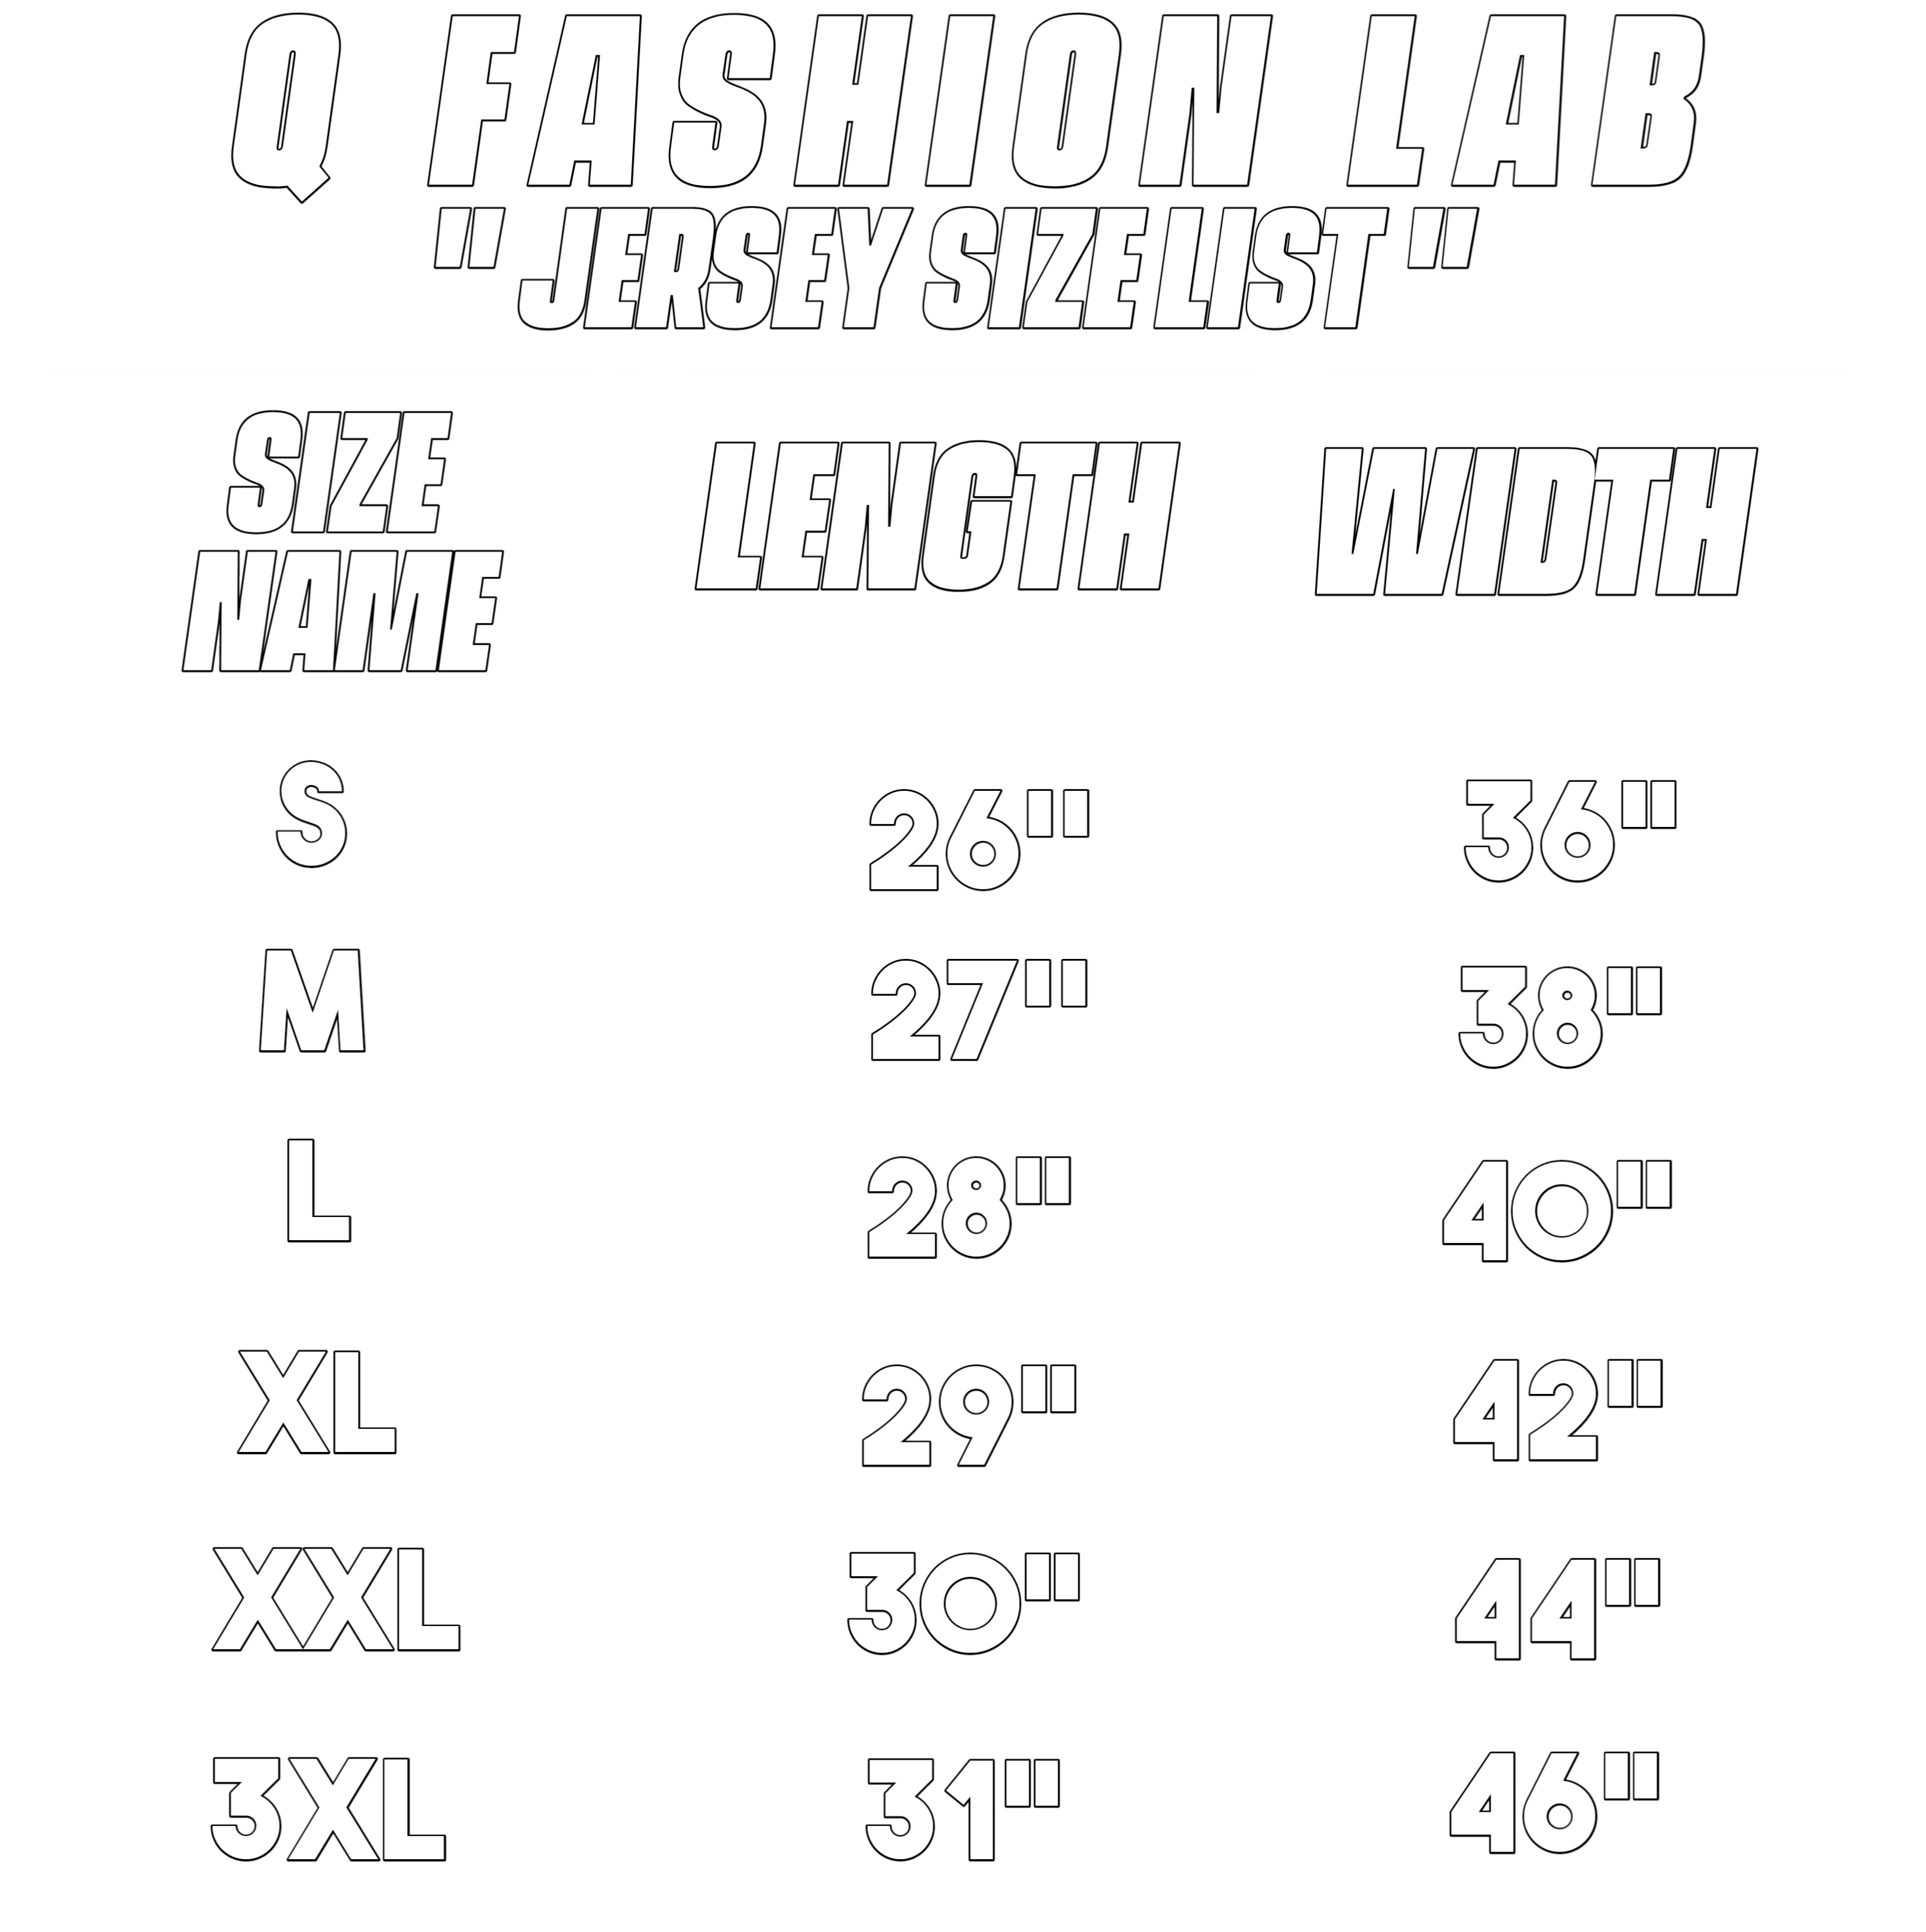 Q FASHION LAB
"JERSEY SIZE LIST"
SIZE NAME LENGTH WIDTH
S 26" 36"
M 27" 38"
L 28" 40"
XL 29" 42"
XXL 30" 44"
3XL 31" 46"